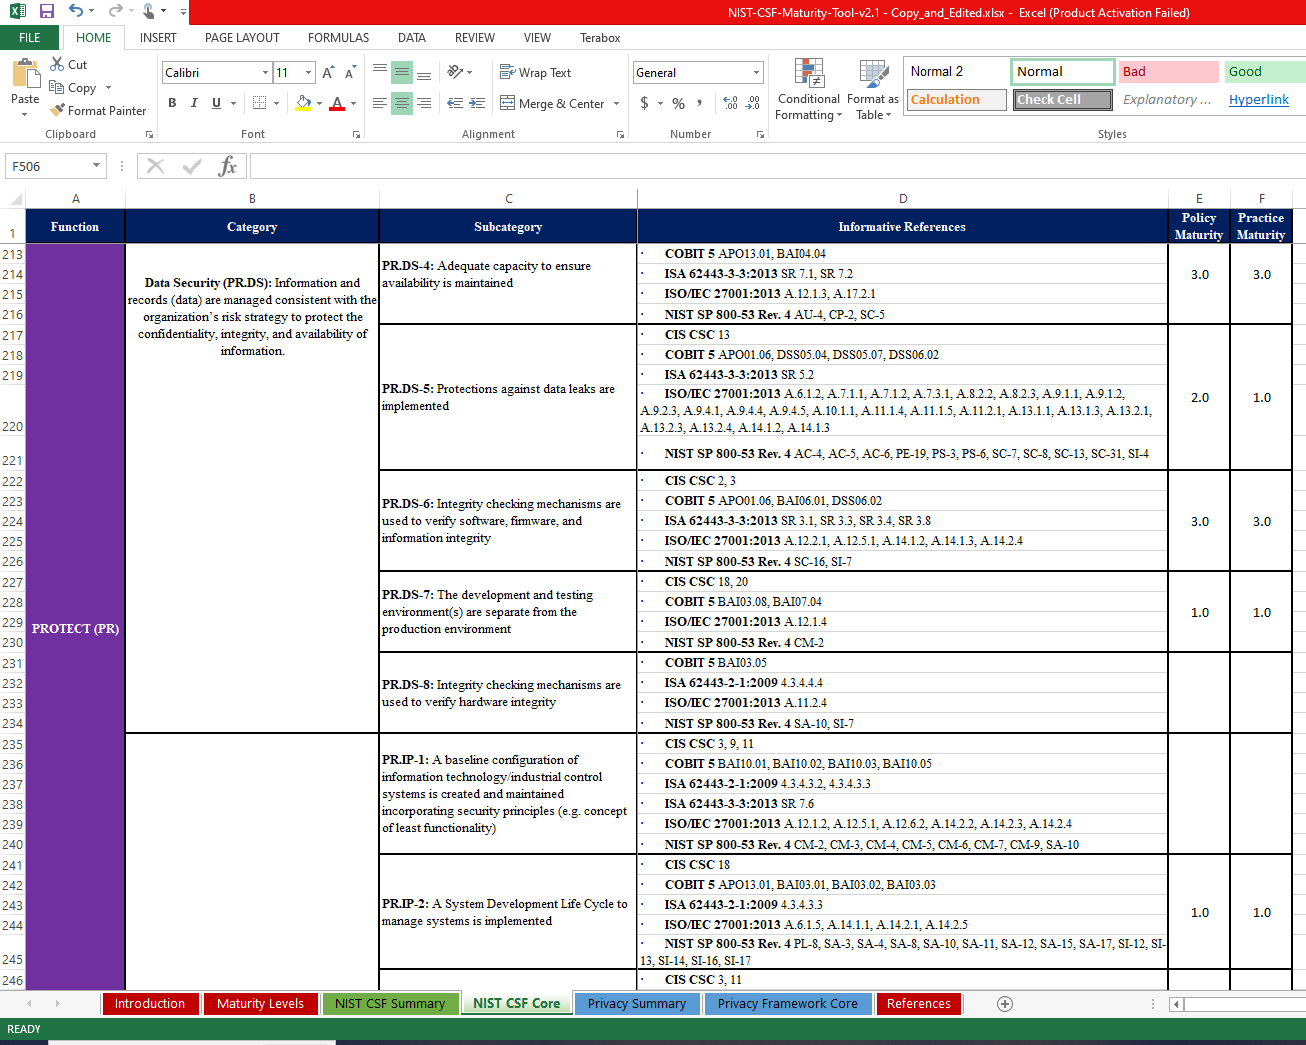 NIST-CSF-Maturity-Tool-v2.1 - Copy_and_Edited.xlsx - Excel (Product Activation Failed)
FILE HOME INSERT PAGE LAYOUT FORMULAS DATA REVIEW VIEW Terabox
Paste
Cut
Copy
Format Painter
Clipboard
Calibri 11
B I U
Font
Wrap Text
Merge & Center
Alignment
General
$ % ,
Number
Conditional Formatting
Format as Table
Normal 2 Normal Bad Good
Calculation Check Cell Explanatory ... Hyperlink
Styles
F506
fx
A B C D E F
1 Function Category Subcategory Informative References Policy Maturity Practice Maturity
PROTECT (PR)
Data Security (PR.DS): Information and
records (data) are managed consistent with the
organization's risk strategy to protect the
confidentiality, integrity, and availability of
information.
PR.DS-4: Adequate capacity to ensure
availability is maintained
213 · COBIT 5 APO13.01, BAI04.04
214 · ISA 62443-3-3:2013 SR 7.1, SR 7.2
215 · ISO/IEC 27001:2013 A.12.1.3, A.17.2.1
216 · NIST SP 800-53 Rev. 4 AU-4, CP-2, SC-5
3.0 3.0
PR.DS-5: Protections against data leaks are
implemented
217 · CIS CSC 13
218 · COBIT 5 APO01.06, DSS05.04, DSS05.07, DSS06.02
219 · ISA 62443-3-3:2013 SR 5.2
220 · ISO/IEC 27001:2013 A.6.1.2, A.7.1.1, A.7.1.2, A.7.3.1, A.8.2.2, A.8.2.3, A.9.1.1, A.9.1.2,
A.9.2.3, A.9.4.1, A.9.4.4, A.9.4.5, A.10.1.1, A.11.1.4, A.11.1.5, A.11.2.1, A.13.1.1, A.13.1.3, A.13.2.1,
A.13.2.3, A.13.2.4, A.14.1.2, A.14.1.3
221 · NIST SP 800-53 Rev. 4 AC-4, AC-5, AC-6, PE-19, PS-3, PS-6, SC-7, SC-8, SC-13, SC-31, SI-4
2.0 1.0
PR.DS-6: Integrity checking mechanisms are
used to verify software, firmware, and
information integrity
222 · CIS CSC 2, 3
223 · COBIT 5 APO01.06, BAI06.01, DSS06.02
224 · ISA 62443-3-3:2013 SR 3.1, SR 3.3, SR 3.4, SR 3.8
225 · ISO/IEC 27001:2013 A.12.2.1, A.12.5.1, A.14.1.2, A.14.1.3, A.14.2.4
226 · NIST SP 800-53 Rev. 4 SC-16, SI-7
3.0 3.0
PR.DS-7: The development and testing
environment(s) are separate from the
production environment
227 · CIS CSC 18, 20
228 · COBIT 5 BAI03.08, BAI07.04
229 · ISO/IEC 27001:2013 A.12.1.4
230 · NIST SP 800-53 Rev. 4 CM-2
1.0 1.0
PR.DS-8: Integrity checking mechanisms are
used to verify hardware integrity
231 · COBIT 5 BAI03.05
232 · ISA 62443-2-1:2009 4.3.4.4.4
233 · ISO/IEC 27001:2013 A.11.2.4
234 · NIST SP 800-53 Rev. 4 SA-10, SI-7
PR.IP-1: A baseline configuration of
information technology/industrial control
systems is created and maintained
incorporating security principles (e.g. concept
of least functionality)
235 · CIS CSC 3, 9, 11
236 · COBIT 5 BAI10.01, BAI10.02, BAI10.03, BAI10.05
237 · ISA 62443-2-1:2009 4.3.4.3.2, 4.3.4.3.3
238 · ISA 62443-3-3:2013 SR 7.6
239 · ISO/IEC 27001:2013 A.12.1.2, A.12.5.1, A.12.6.2, A.14.2.2, A.14.2.3, A.14.2.4
240 · NIST SP 800-53 Rev. 4 CM-2, CM-3, CM-4, CM-5, CM-6, CM-7, CM-9, SA-10
PR.IP-2: A System Development Life Cycle to
manage systems is implemented
241 · CIS CSC 18
242 · COBIT 5 APO13.01, BAI03.01, BAI03.02, BAI03.03
243 · ISA 62443-2-1:2009 4.3.4.3.3
244 · ISO/IEC 27001:2013 A.6.1.5, A.14.1.1, A.14.2.1, A.14.2.5
245 · NIST SP 800-53 Rev. 4 PL-8, SA-3, SA-4, SA-8, SA-10, SA-11, SA-12, SA-15, SA-17, SI-12, SI-
13, SI-14, SI-16, SI-17
1.0 1.0
246 · CIS CSC 3, 11
Introduction Maturity Levels NIST CSF Summary NIST CSF Core Privacy Summary Privacy Framework Core References
READY